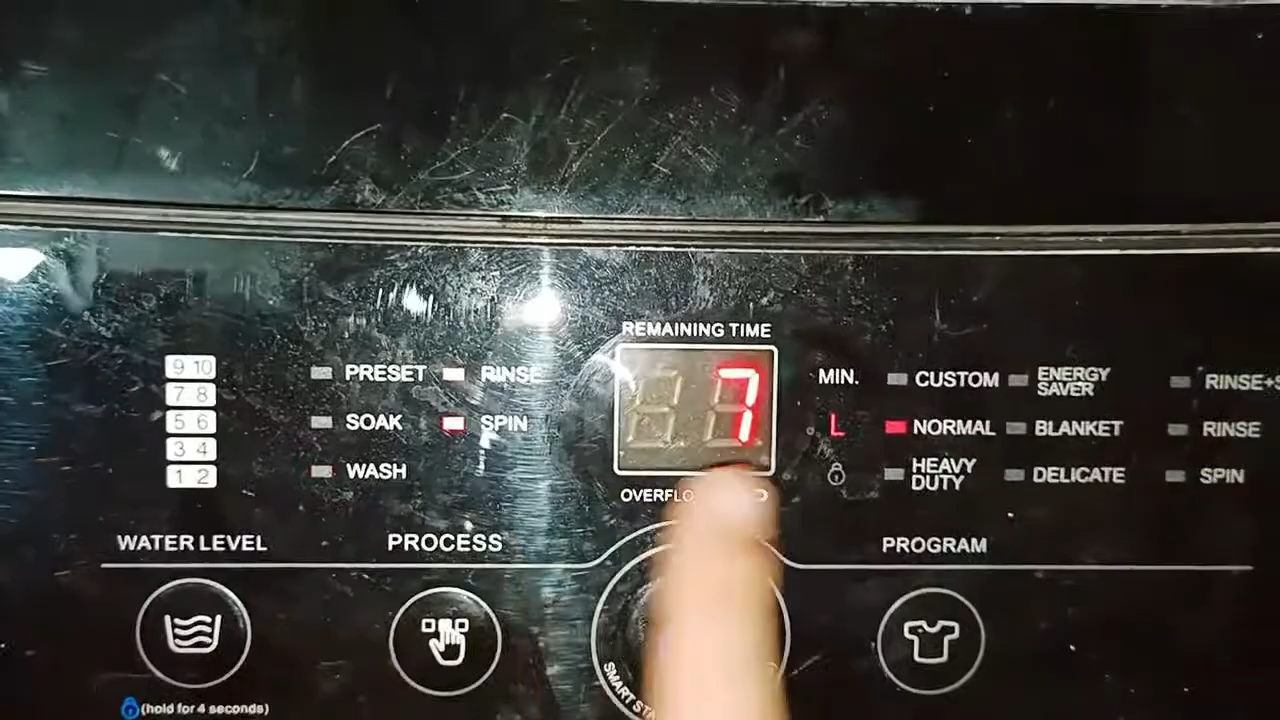 REMAINING TIME
9 10
7 8
5 6
3 4
1 2
PRESET
RINSE
SOAK
SPIN
WASH
7
MIN.
L
CUSTOM
ENERGY
SAVER
NORMAL
BLANKET
RINSE
HEAVY
DUTY
DELICATE
SPIN
WATER LEVEL
PROCESS
PROGRAM
SMART
(hold for 4 seconds)